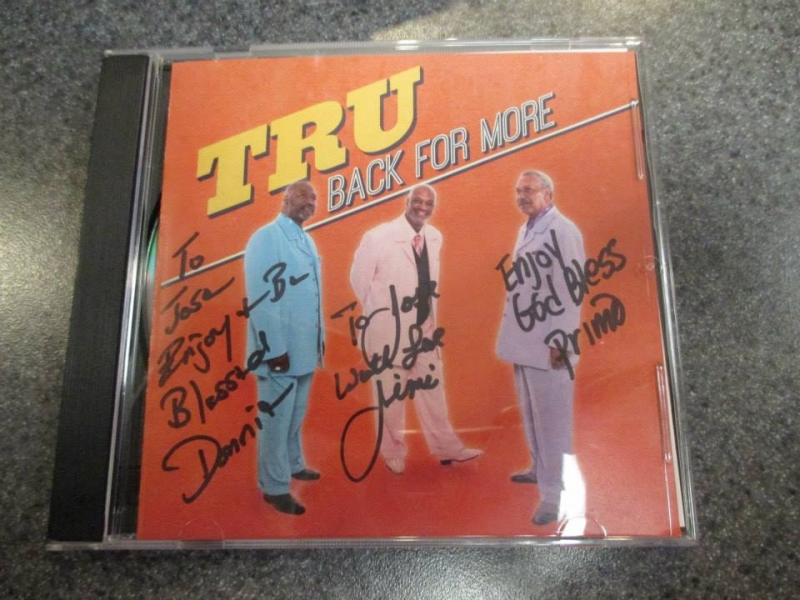 TRU
BACK FOR MORE
To
Jose
Enjoy + Be
Blessed
Donnie
To Jose
With Love
Jimi
Enjoy
God Bless
Primo